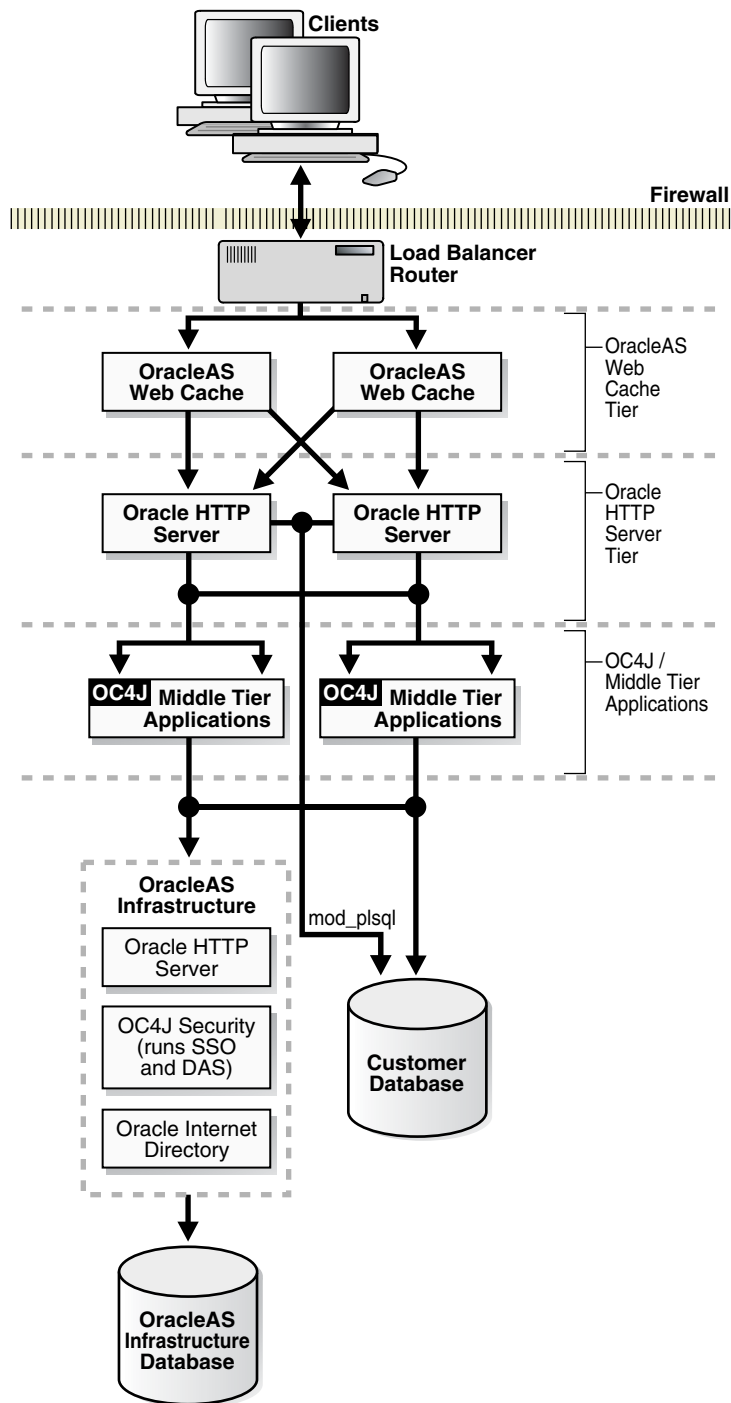 Clients
Firewall
Load Balancer
Router
OracleAS
Web Cache
OracleAS
Web Cache
OracleAS
Web
Cache
Tier
Oracle HTTP
Server
Oracle HTTP
Server
Oracle
HTTP
Server
Tier
OC4J Middle Tier
Applications
OC4J Middle Tier
Applications
OC4J /
Middle Tier
Applications
OracleAS
Infrastructure
Oracle HTTP
Server
OC4J Security
(runs SSO
and DAS)
Oracle Internet
Directory
mod_plsql
Customer
Database
OracleAS
Infrastructure
Database